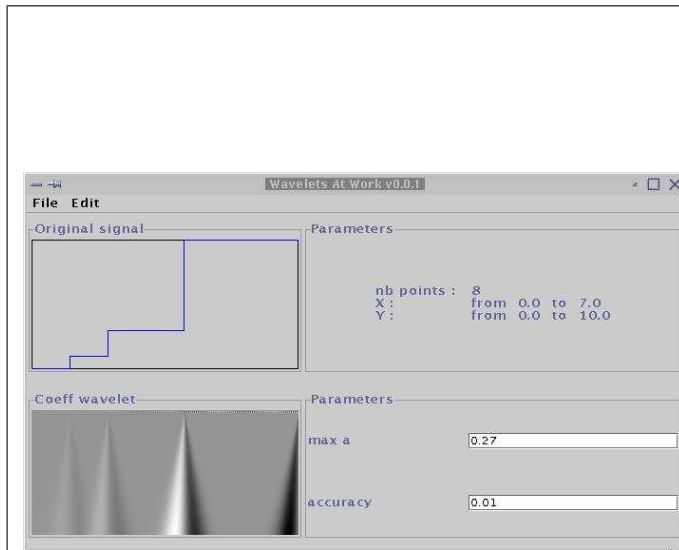 Wavelets At Work v0.0.1
File Edit
Original signal
Parameters
nb points : 8
X : from 0.0 to 7.0
Y : from 0.0 to 10.0
Coeff wavelet
Parameters
max a 0.27
accuracy 0.01